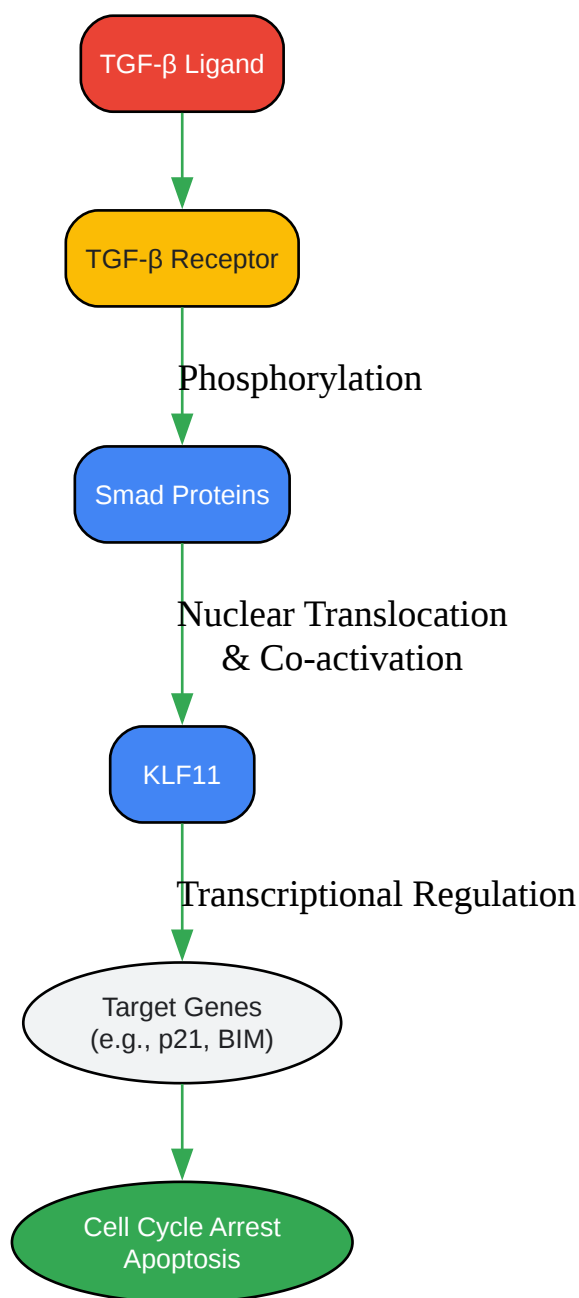 TGF-β Ligand
TGF-β Receptor
Phosphorylation
Smad Proteins
Nuclear Translocation
& Co-activation
KLF11
Transcriptional Regulation
Target Genes
(e.g., p21, BIM)
Cell Cycle Arrest
Apoptosis